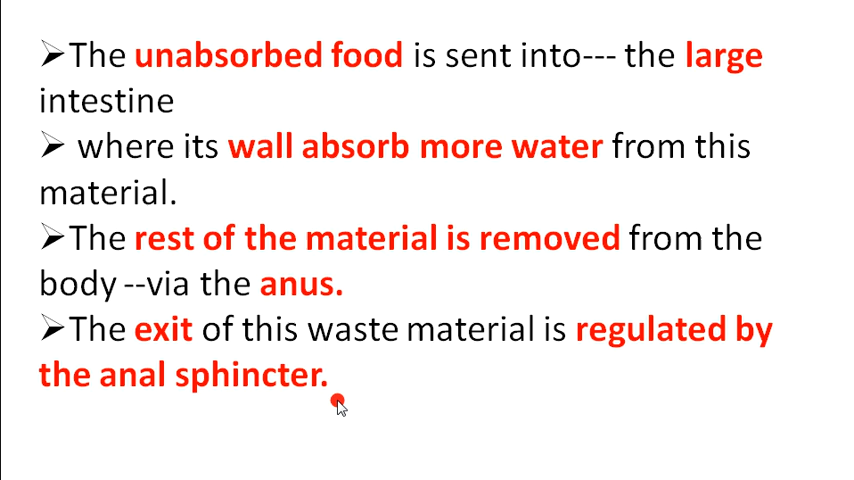 ➢The unabsorbed food is sent into--- the large
intestine
➢ where its wall absorb more water from this
material.
➢The rest of the material is removed from the
body --via the anus.
➢The exit of this waste material is regulated by
the anal sphincter.